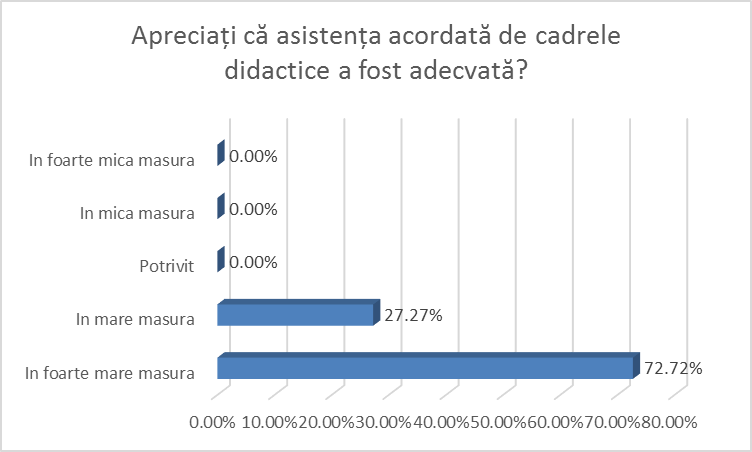 Apreciați că asistența acordată de cadrele
didactice a fost adecvată?
In foarte mica masura 0.00%
In mica masura 0.00%
Potrivit 0.00%
In mare masura 27.27%
In foarte mare masura 72.72%
0.00% 10.00% 20.00% 30.00% 40.00% 50.00% 60.00% 70.00% 80.00%